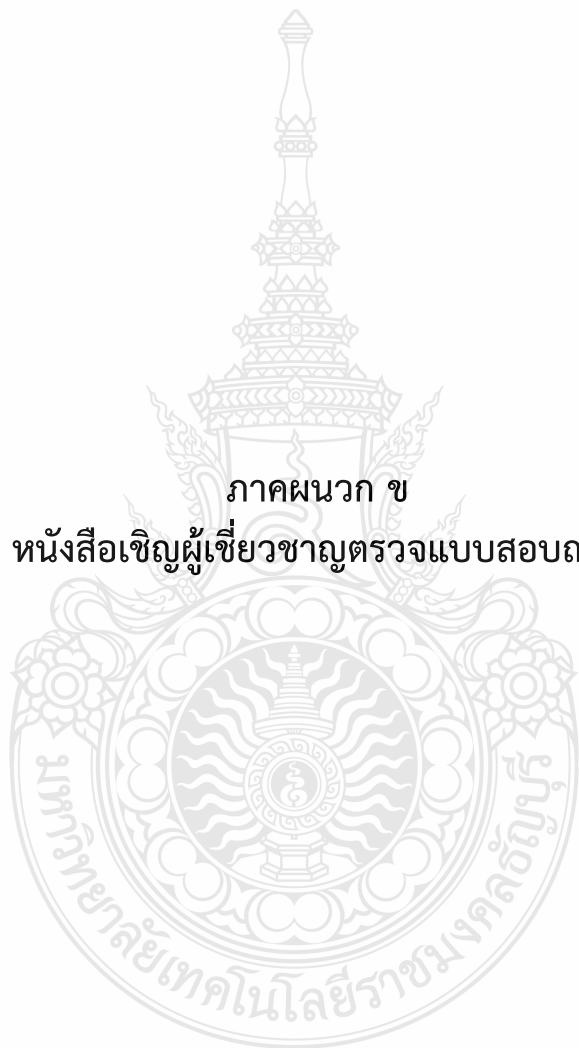 ภาคผนวก ข
หนังสือเชิญผู้เชี่ยวชาญตรวจแบบสอบถ
มหาวิทยาลัยเทคโนโลยีราชมงคลธัญบุรี